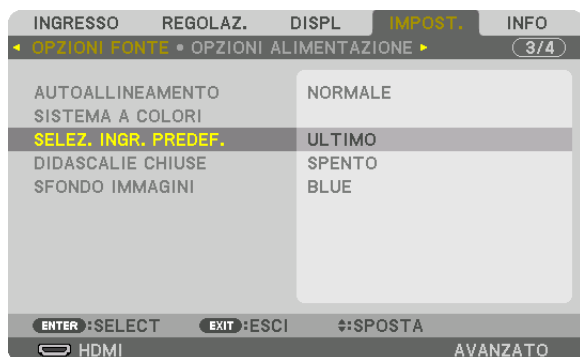 INGRESSO REGOLAZ. DISPL IMPOST. INFO
OPZIONI FONTE • OPZIONI ALIMENTAZIONE 3/4
AUTOALLINEAMENTO NORMALE
SISTEMA A COLORI
SELEZ. INGR. PREDEF. ULTIMO
DIDASCALIE CHIUSE SPENTO
SFONDO IMMAGINI BLUE
ENTER :SELECT EXIT :ESCI :SPOSTA
HDMI AVANZATO